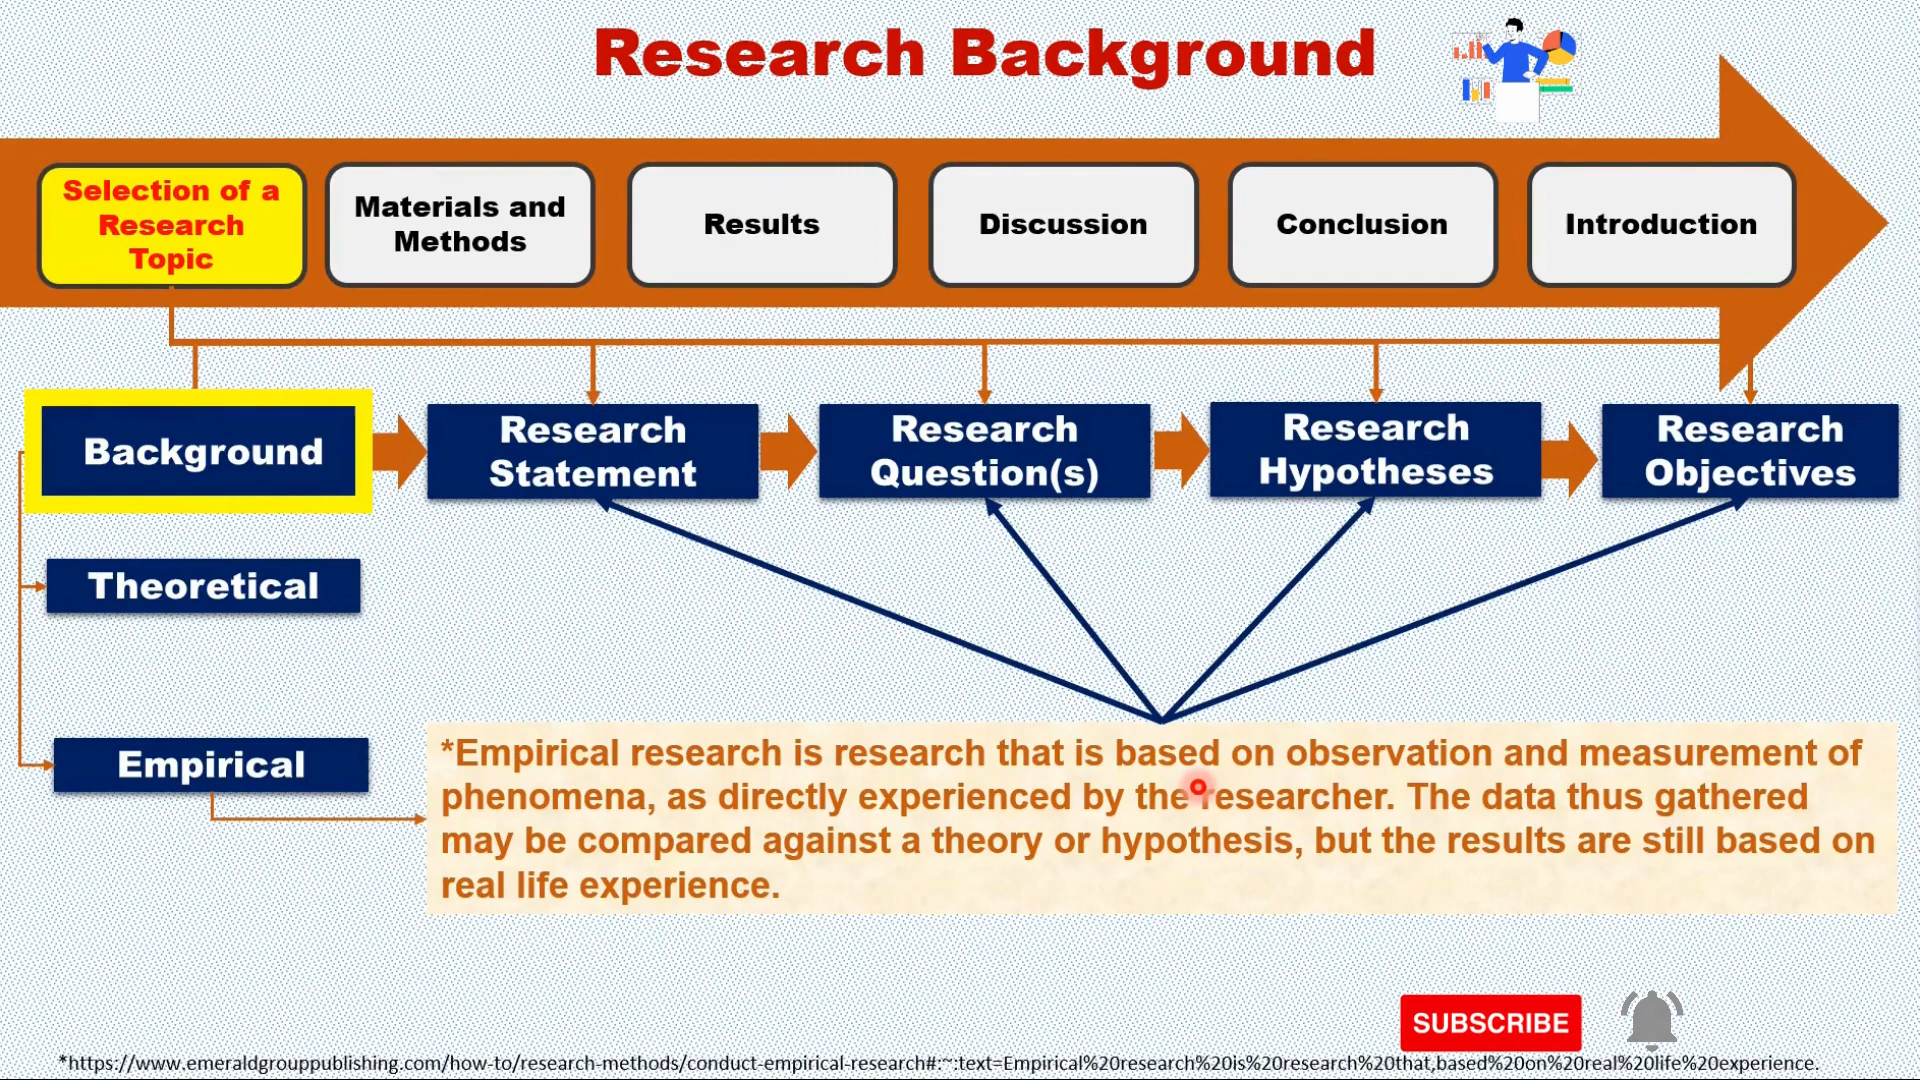 Research Background
Selection of a
Research
Topic
Materials and
Methods
Results
Discussion
Conclusion
Introduction
Background
Research
Statement
Research
Question(s)
Research
Hypotheses
Research
Objectives
Theoretical
Empirical
*Empirical research is research that is based on observation and measurement of
phenomena, as directly experienced by the researcher. The data thus gathered
may be compared against a theory or hypothesis, but the results are still based on
real life experience.
SUBSCRIBE
*https://www.emeraldgrouppublishing.com/how-to/research-methods/conduct-empirical-research#:~:text=Empirical%20research%20is%20research%20that,based%20on%20real%20life%20experience.